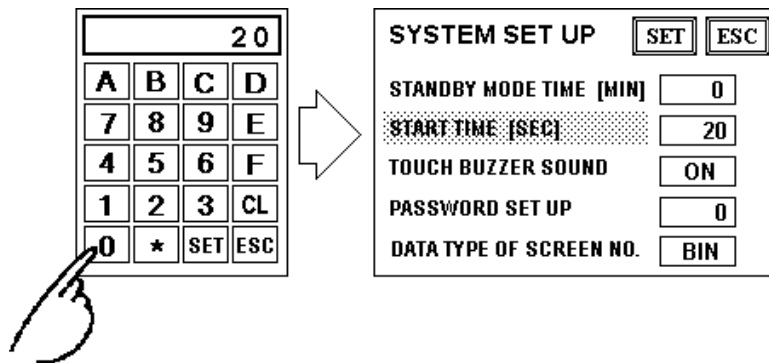 20
A B C D
7 8 9 E
4 5 6 F
1 2 3 CL
0 * SET ESC
SYSTEM SET UP SET ESC
STANDBY MODE TIME [MIN] 0
START TIME [SEC] 20
TOUCH BUZZER SOUND ON
PASSWORD SET UP 0
DATA TYPE OF SCREEN NO. BIN